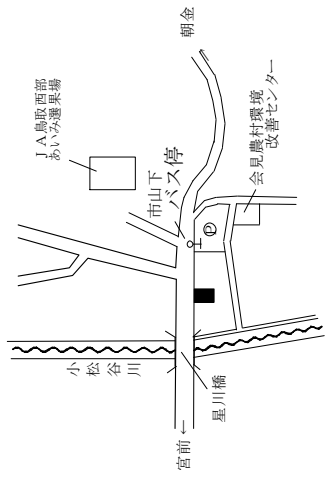 朝金
ＪＡ鳥取西部
あいみ選果場
市山下
バス停
会見農村環境
改善センター
Ｐ
小松谷川
星川橋
宮前←